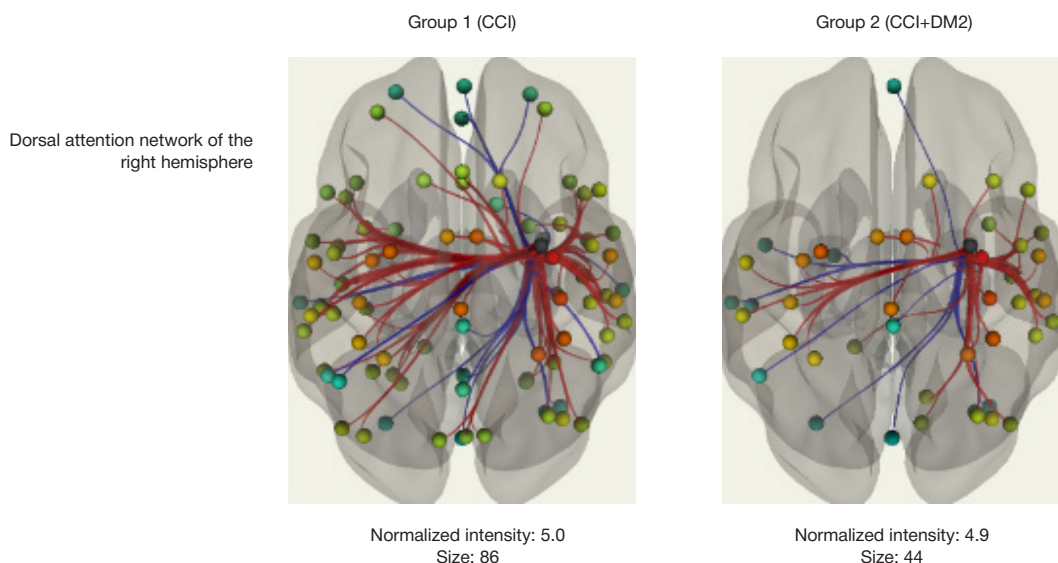 Group 1 (CCI)
Group 2 (CCI+DM2)
Dorsal attention network of the
right hemisphere
Normalized intensity: 5.0
Size: 86
Normalized intensity: 4.9
Size: 44